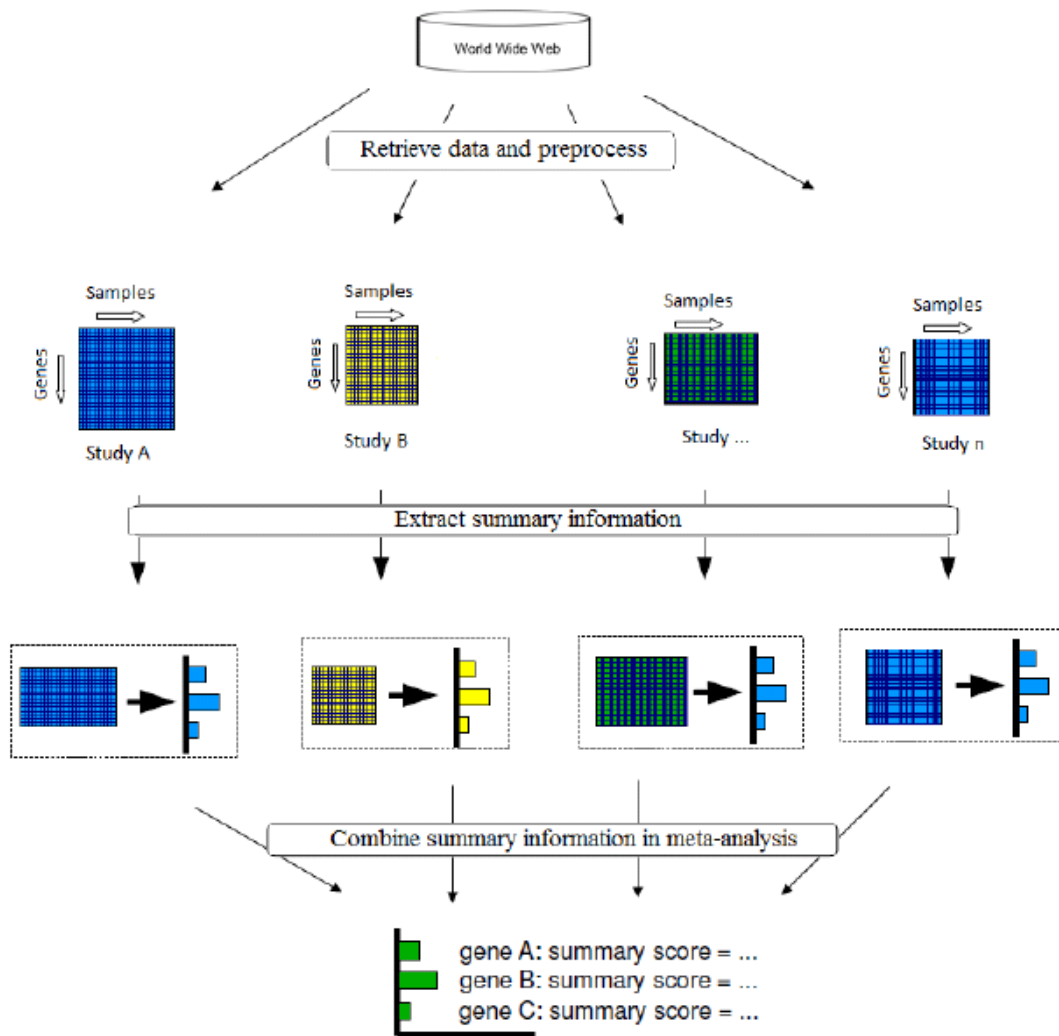 World Wide Web
Retrieve data and preprocess
Samples
Genes
Study A
Samples
Genes
Study B
Samples
Genes
Study ...
Samples
Genes
Study n
Extract summary information
Combine summary information in meta-analysis
gene A: summary score = ...
gene B: summary score = ...
gene C: summary score = ...